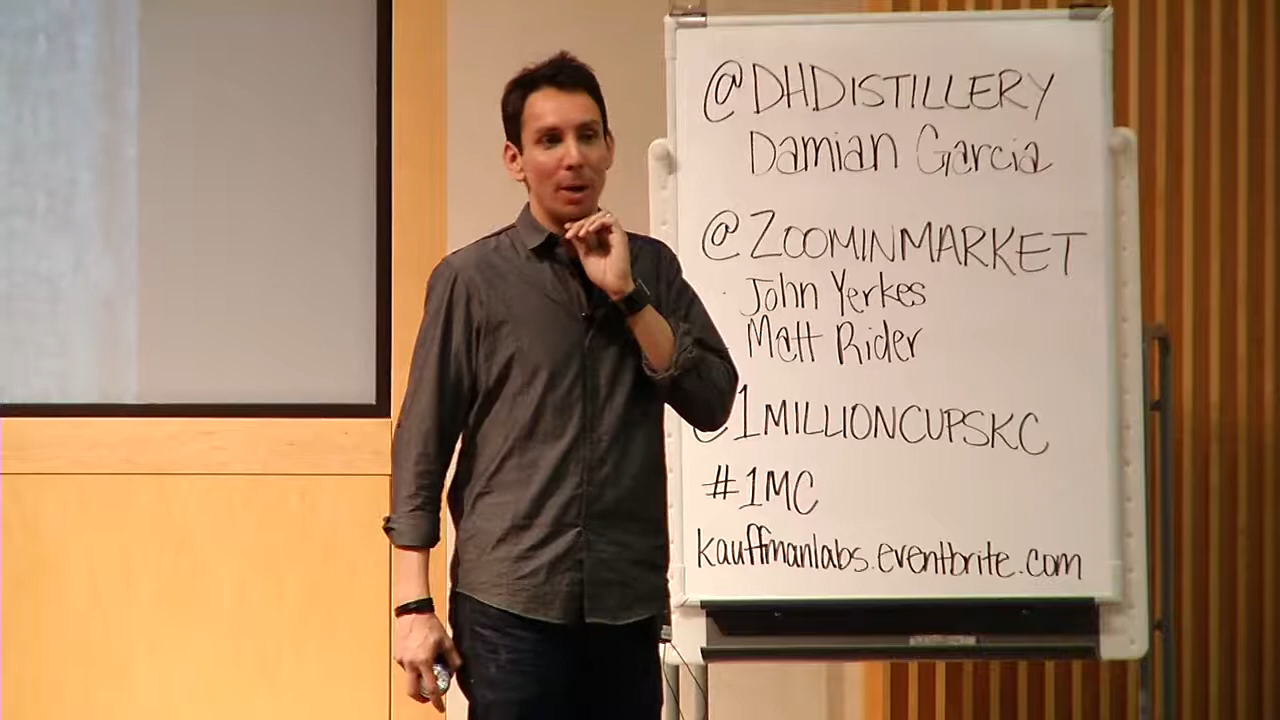 @DHDISTILLERY
Damian Garcia
@ZOOMINMARKET
John Yerkes
Matt Rider
@1MILLIONCUPSKC
#1MC
kauffmanlabs.eventbrite.com